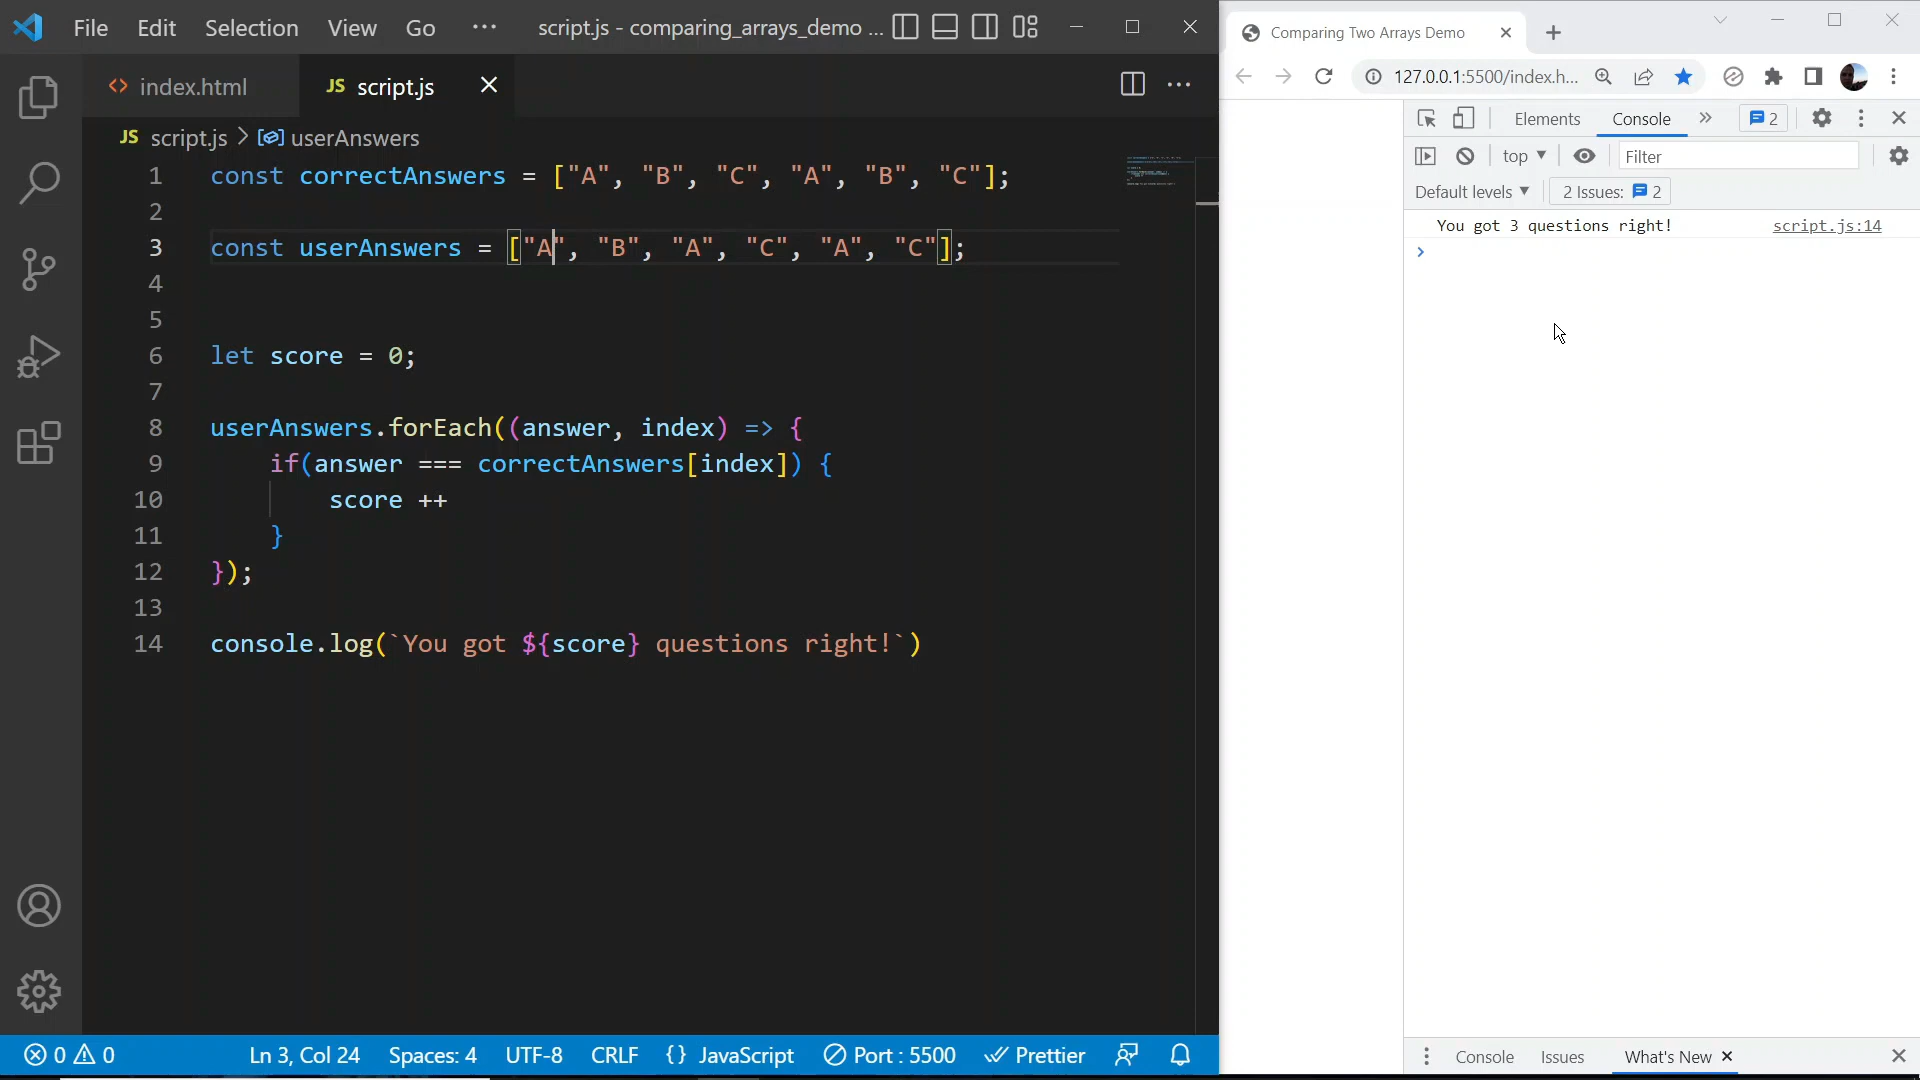 File Edit Selection View Go ··· script.js - comparing_arrays_demo ...
index.html JS script.js
JS script.js > userAnswers
1 const correctAnswers = ["A", "B", "C", "A", "B", "C"];
2
3 const userAnswers = ["A", "B", "A", "C", "A", "C"];
4
5
6 let score = 0;
7
8 userAnswers.forEach((answer, index) => {
9 if(answer === correctAnswers[index]) {
10 score ++
11 }
12 });
13
14 console.log(`You got ${score} questions right!`)
0 0 Ln 3, Col 24 Spaces: 4 UTF-8 CRLF {} JavaScript Port : 5500 Prettier
Comparing Two Arrays Demo
127.0.0.1:5500/index.h...
Elements Console » 2
top Filter
Default levels 2 Issues: 2
You got 3 questions right! script.js:14
>
Console Issues What's New